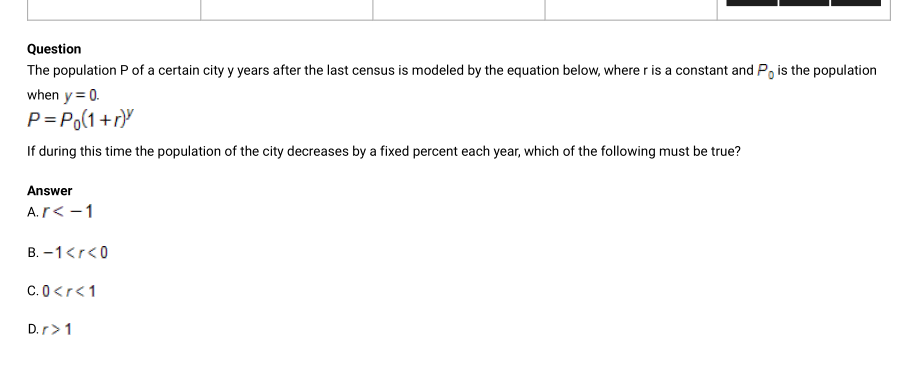 Question
The population P of a certain city y years after the last census is modeled by the equation below, where r is a constant and P₀ is the population
when y = 0.
P = P₀(1 + r)ʸ
If during this time the population of the city decreases by a fixed percent each year, which of the following must be true?
Answer
A. r < − 1
B. − 1 < r < 0
C. 0 < r < 1
D. r > 1